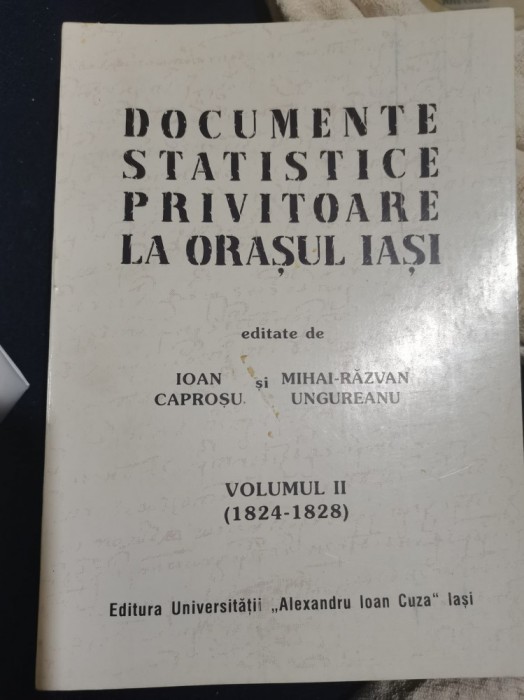 DOCUMENTE
STATISTICE
PRIVITOARE
LA ORAȘUL IAȘI
editate de
IOAN CAPROȘU și MIHAI-RĂZVAN UNGUREANU
VOLUMUL II
(1824-1828)
Editura Universității „Alexandru Ioan Cuza“ Iași